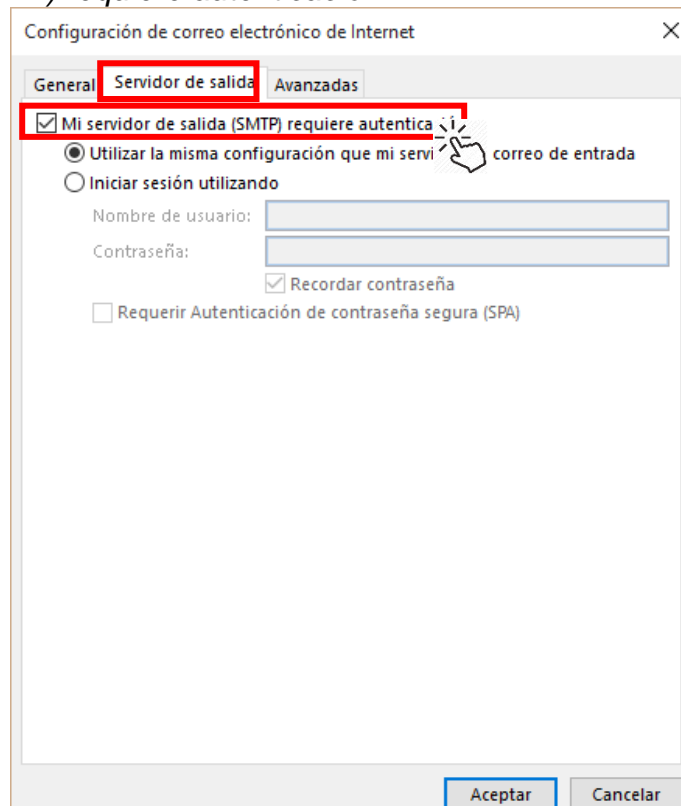 Configuración de correo electrónico de Internet
General Servidor de salida Avanzadas
Mi servidor de salida (SMTP) requiere
Utilizar la misma configuración que mi correo de entrada
Iniciar sesión utilizando
Nombre de usuario:
Contraseña:
Recordar contraseña
Requerir Autenticación de contraseña segura (SPA)
Aceptar Cancelar